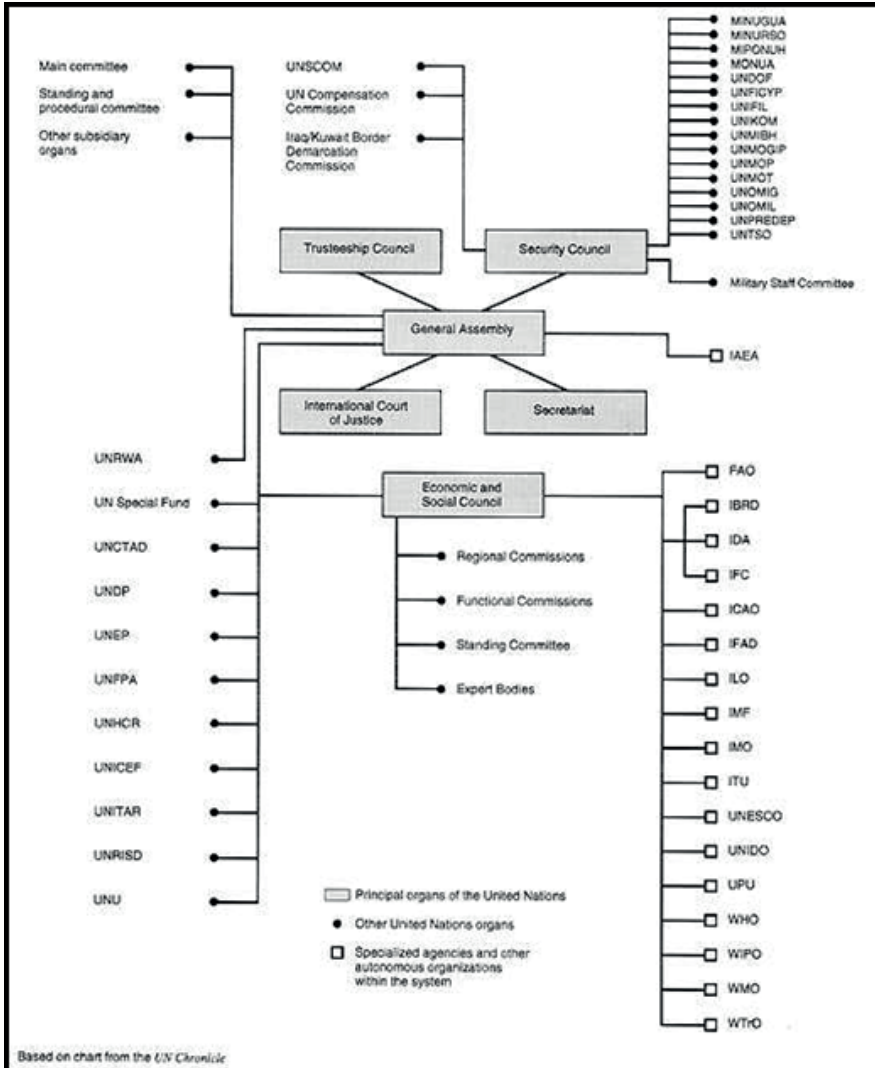 Main committee
Standing and
procedural committee
Other subsidiary
organs
UNSCOM
UN Compensation
Commission
Iraq/Kuwait Border
Demarcation
Commission
MINUGUA
MINURSO
MIPONUH
MONUA
UNDOF
UNFICYP
UNIFIL
UNIKOM
UNMIBH
UNMOGIP
UNMOP
UNMOT
UNOMIG
UNOMIL
UNPREDEP
UNTSO
Trusteeship Council
Security Council
Military Staff Committee
General Assembly
IAEA
International Court
of Justice
Secretariat
UNRWA
UN Special Fund
UNCTAD
UNDP
UNEP
UNFPA
UNHCR
UNICEF
UNITAR
UNRISD
UNU
Economic and
Social Council
Regional Commissions
Functional Commissions
Standing Committee
Expert Bodies
FAO
IBRD
IDA
IFC
ICAO
IFAD
ILO
IMF
IMO
ITU
UNESCO
UNIDO
UPU
WHO
WIPO
WMO
WTrO
Principal organs of the United Nations
Other United Nations organs
Specialized agencies and other
autonomous organizations
within the system
Based on chart from the UN Chronicle